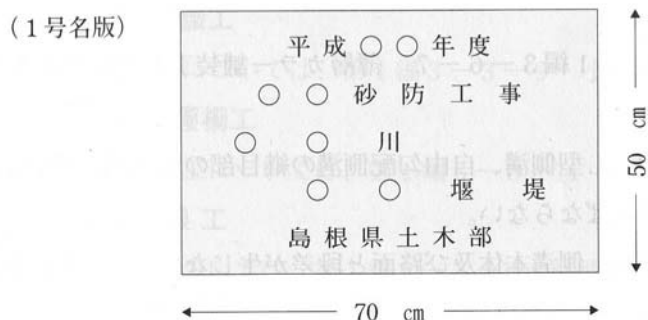 (1号名版)
平成○○年度
○○砂防工事
○○川
○○堰堤
島根県土木部
50 cm
70 cm